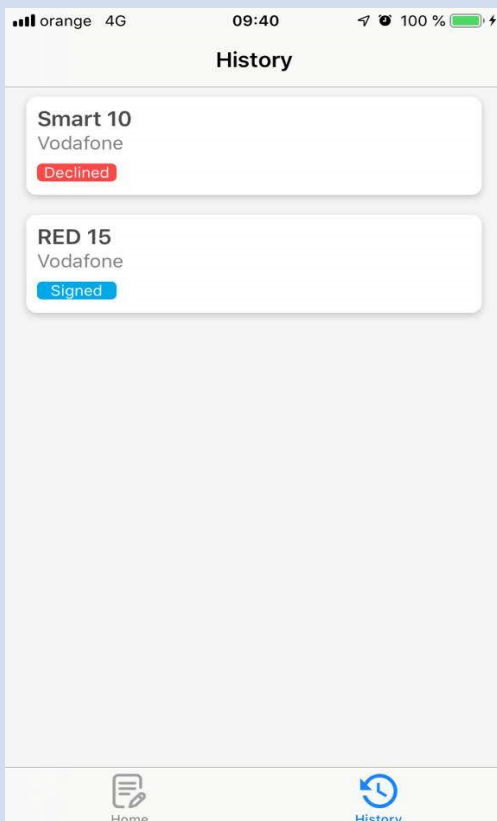 orange 4G 09:40 100 %
History
Smart 10
Vodafone
Declined
RED 15
Vodafone
Signed
Home History